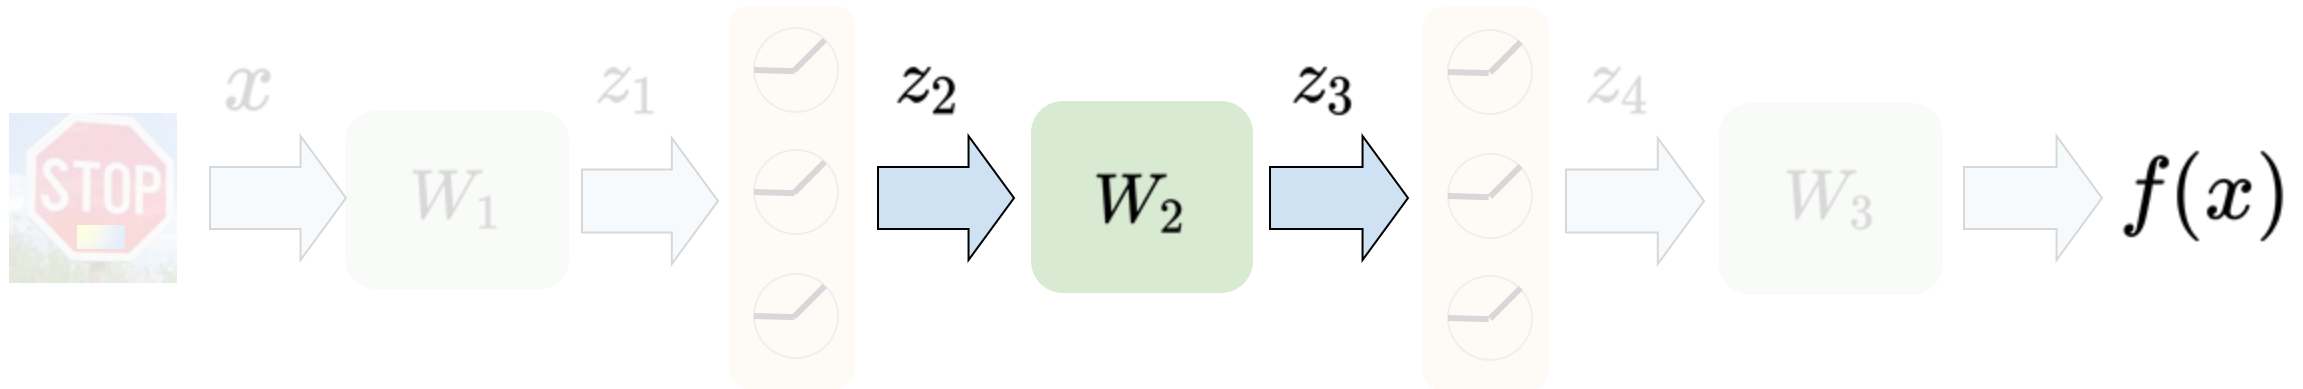 x
z₁
z₂
z₃
z₄
STOP
W₁
W₂
W₃
f(x)